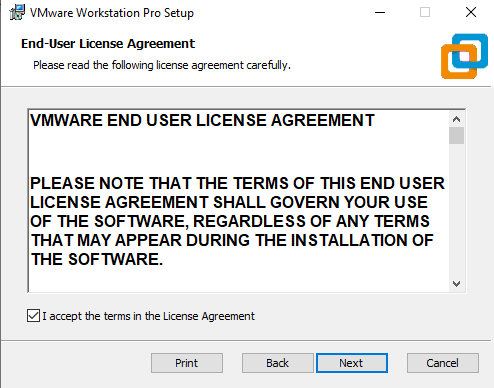 VMware Workstation Pro Setup
End-User License Agreement
Please read the following license agreement carefully.
VMWARE END USER LICENSE AGREEMENT
PLEASE NOTE THAT THE TERMS OF THIS END USER
LICENSE AGREEMENT SHALL GOVERN YOUR USE
OF THE SOFTWARE, REGARDLESS OF ANY TERMS
THAT MAY APPEAR DURING THE INSTALLATION OF
THE SOFTWARE.
I accept the terms in the License Agreement
Print Back Next Cancel